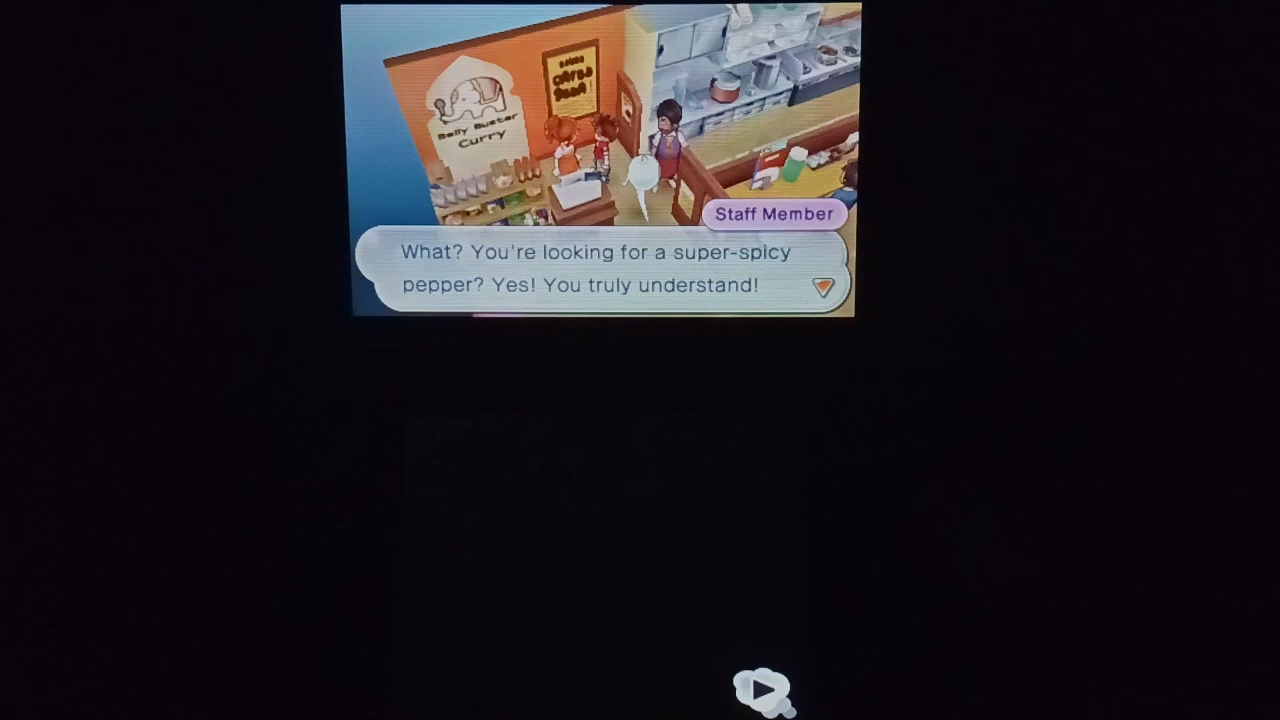 Belly Buster
Curry
Staff Member
What? You're looking for a super-spicy
pepper? Yes! You truly understand!